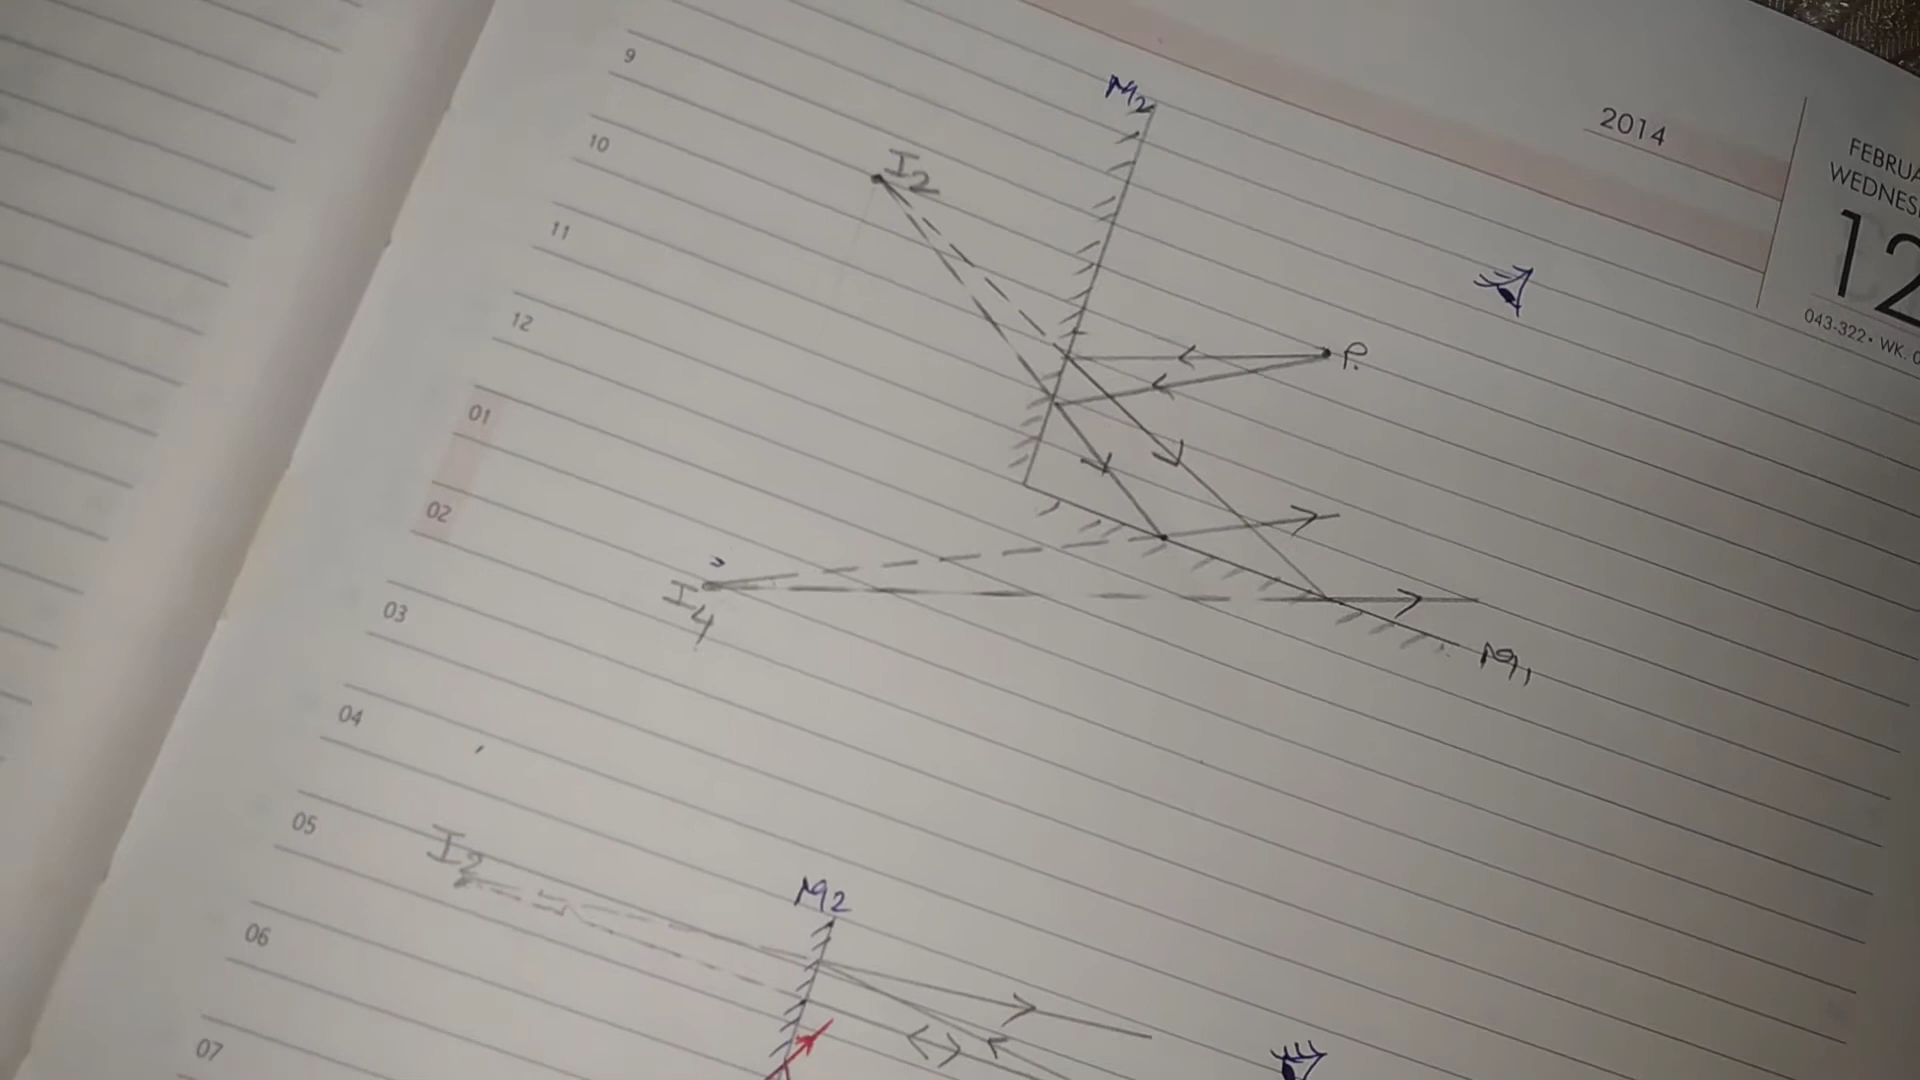 2014
FEBRUA
WEDNES
12
043-322 • WK. 0
9
10
11
12
01
02
03
04
05
06
07
M2
I2
P.
I4
M1
I2
M2